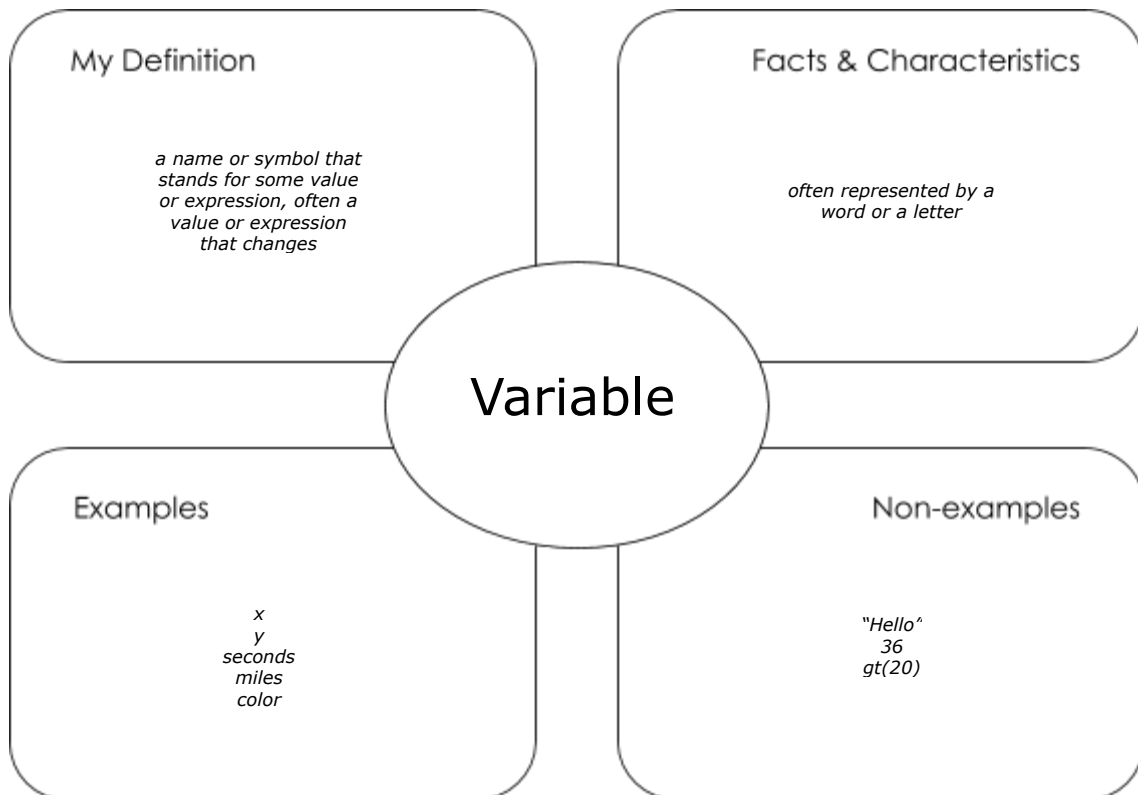 My Definition
a name or symbol that
stands for some value
or expression, often a
value or expression
that changes
Facts & Characteristics
often represented by a
word or a letter
Variable
Examples
x
y
seconds
miles
color
Non-examples
“Hello”
36
gt(20)